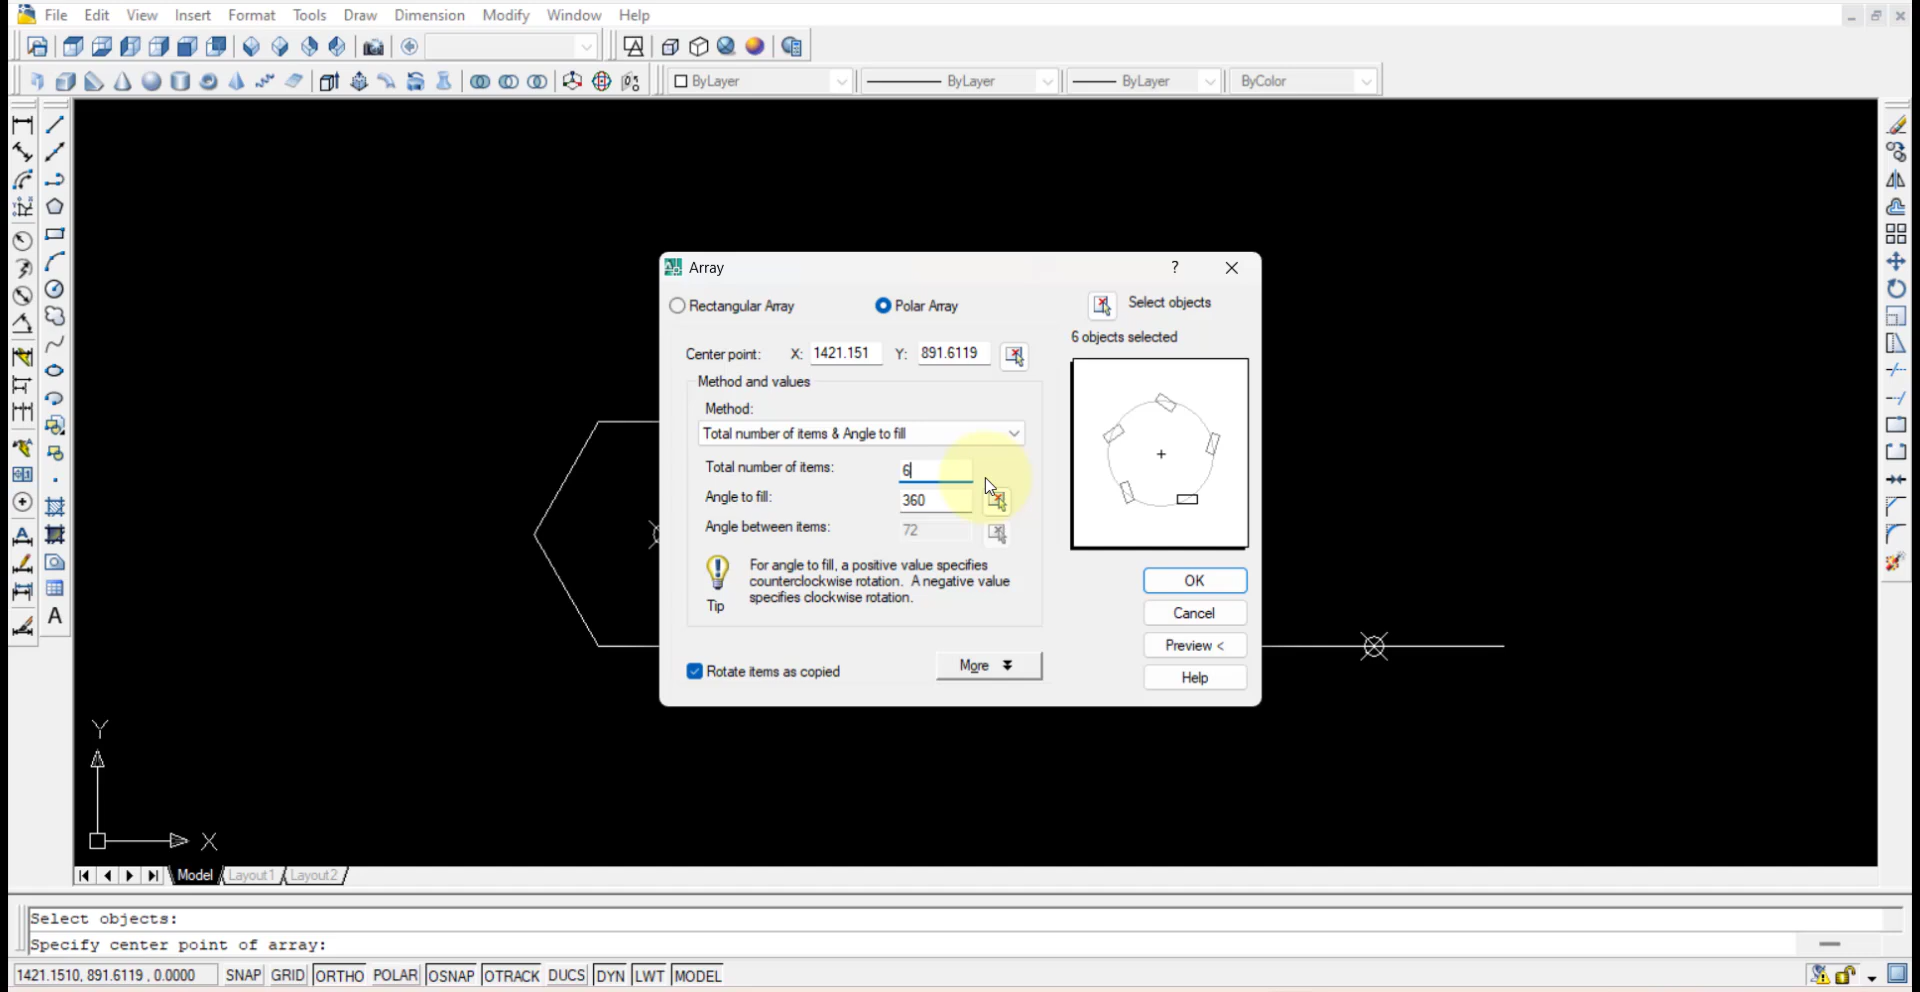 File Edit View Insert Format Tools Draw Dimension Modify Window Help
ByLayer ByLayer ByLayer ByColor
Array ?
Rectangular Array Polar Array Select objects
6 objects selected
Center point: X: 1421.151 Y: 891.6119
Method and values
Method:
Total number of items & Angle to fill
Total number of items: 6
Angle to fill: 360
Angle between items: 72
For angle to fill, a positive value specifies
counterclockwise rotation. A negative value
specifies clockwise rotation.
Tip
OK
Cancel
Preview <
Help
Rotate items as copied More
Y
X
Model Layout1 Layout2
Select objects:
Specify center point of array:
1421.1510, 891.6119 , 0.0000 SNAP GRID ORTHO POLAR OSNAP OTRACK DUCS DYN LWT MODEL